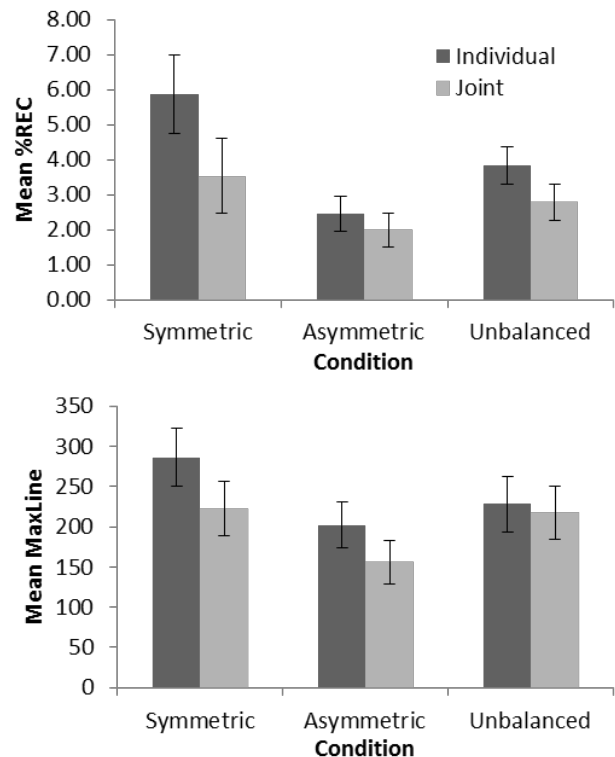 8.00
7.00
6.00
5.00
4.00
3.00
2.00
1.00
0.00
Mean %REC
Individual
Joint
Symmetric Asymmetric Unbalanced
Condition
350
300
250
200
150
100
50
0
Mean MaxLine
Symmetric Asymmetric Unbalanced
Condition